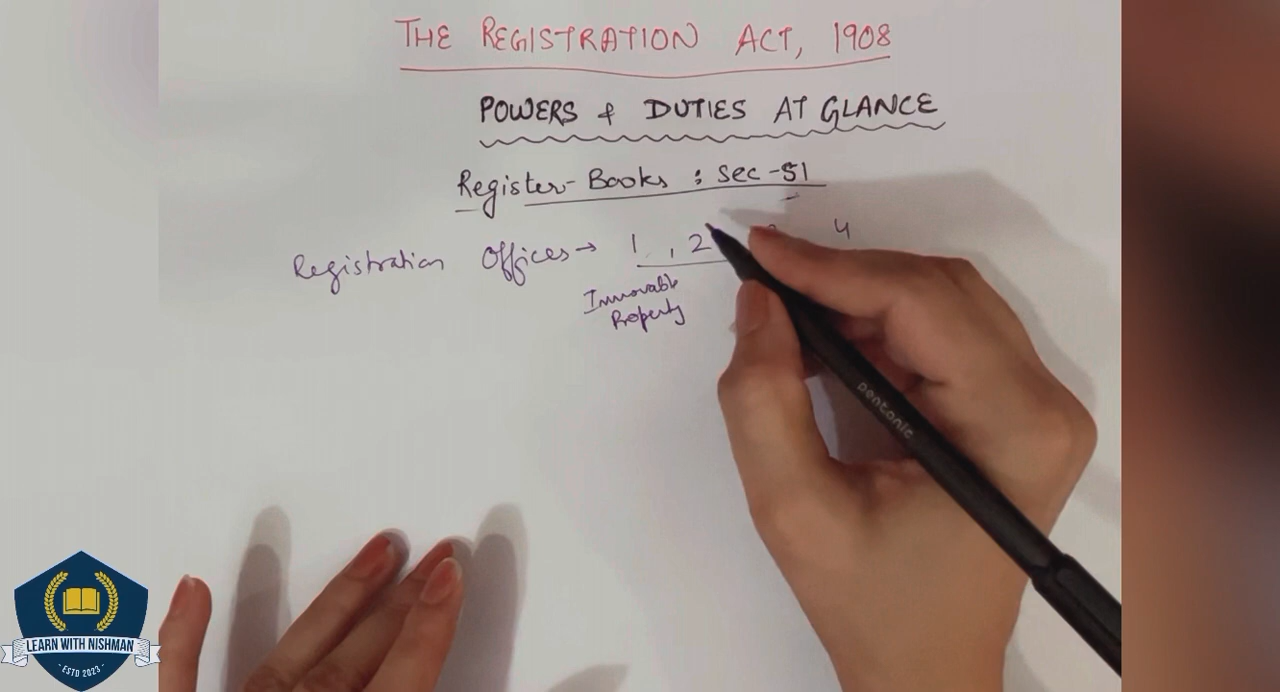 THE REGISTRATION ACT, 1908
POWERS & DUTIES AT GLANCE
Register-Books : Sec-51
Registration Offices → 1 , 2 4
Immovable
Property
pentonic
LEARN WITH NISHMAN
- ESTD 2023 -